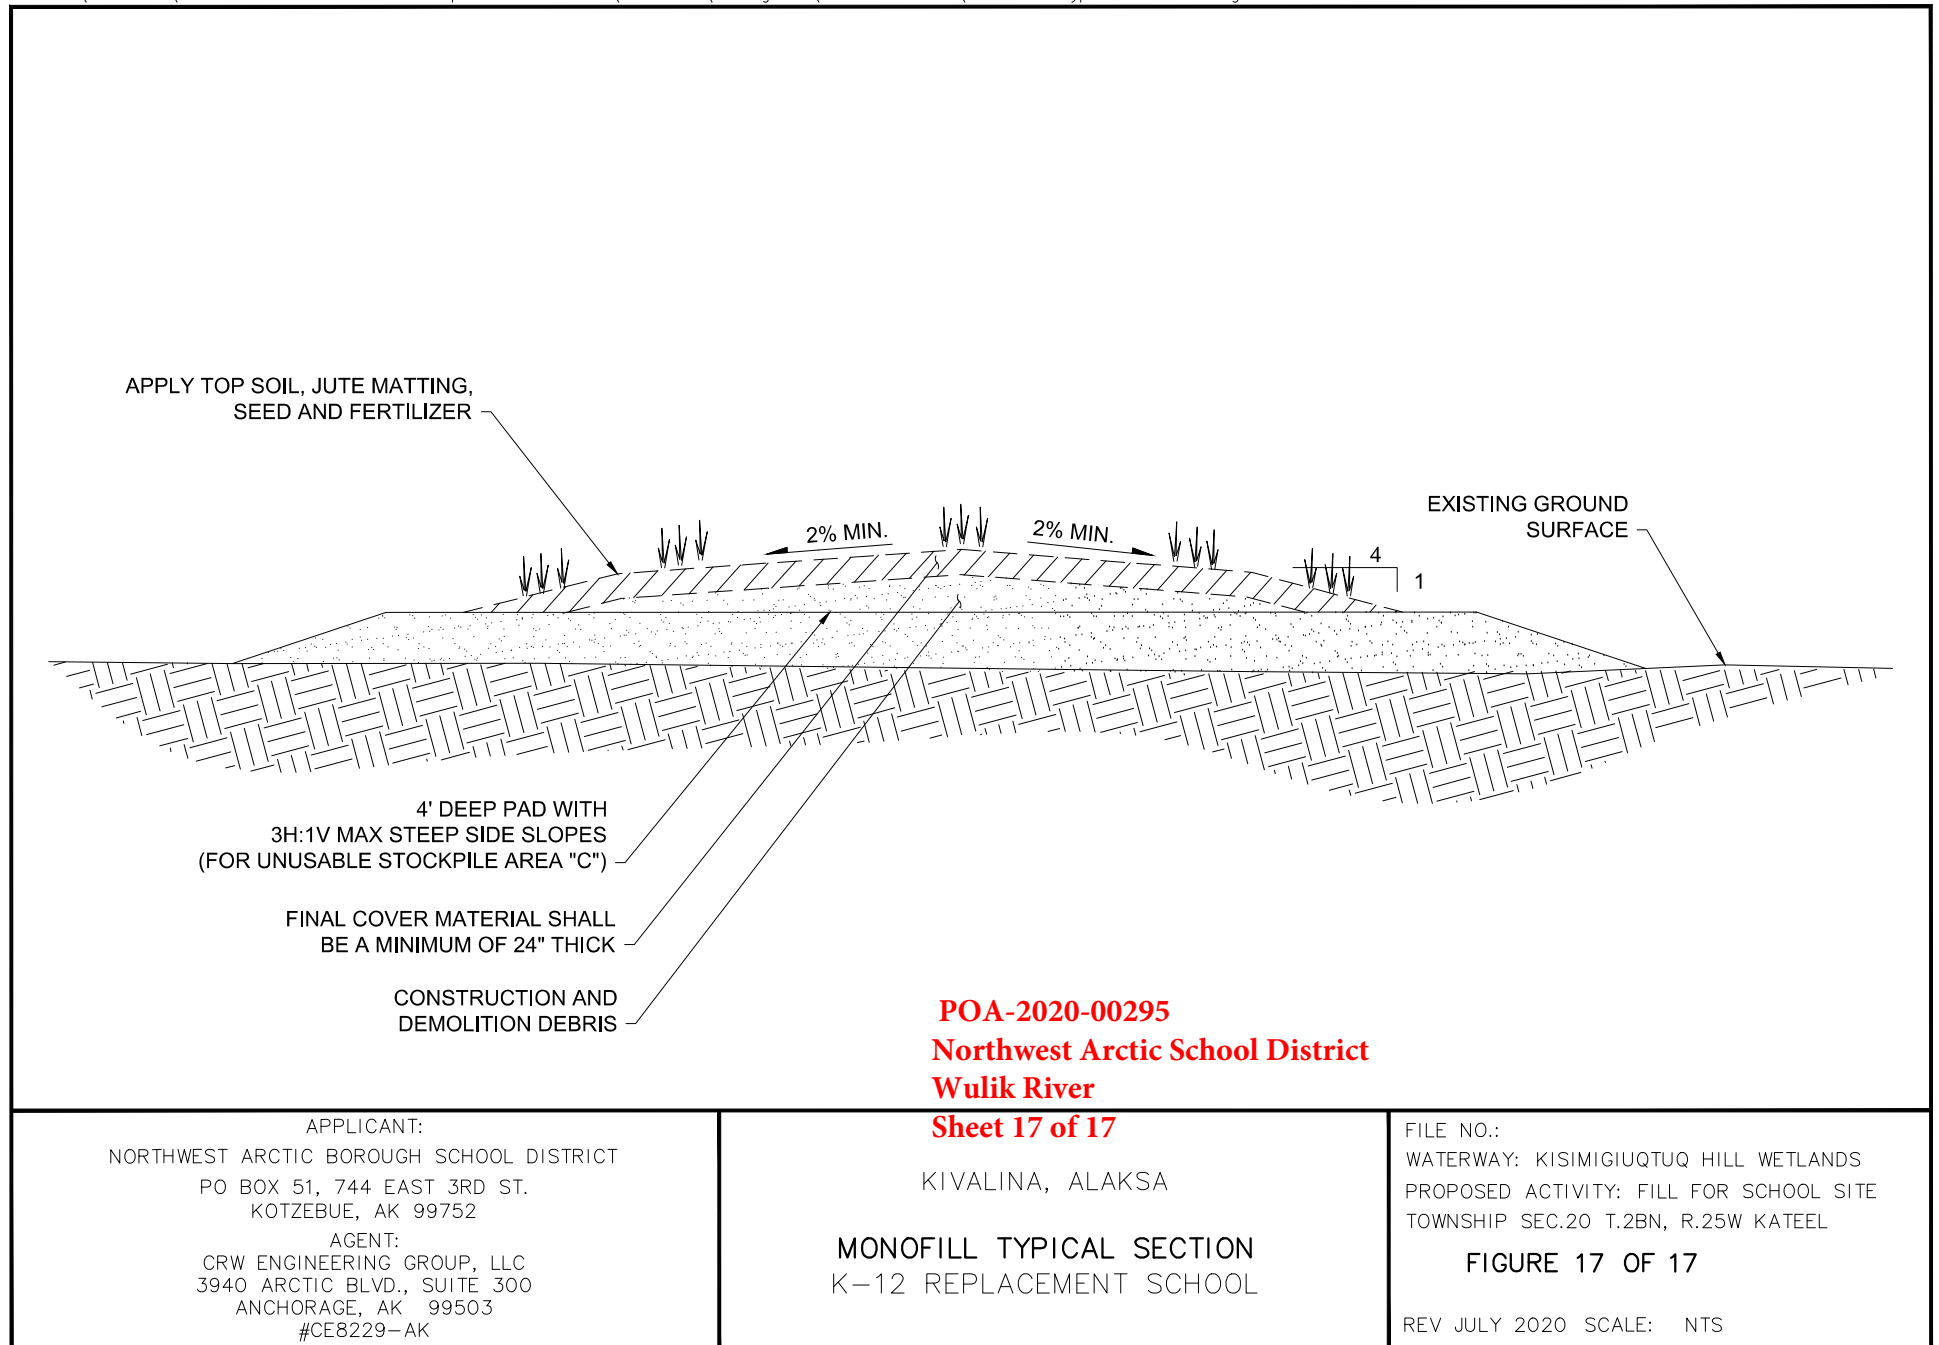 APPLY TOP SOIL, JUTE MATTING,
SEED AND FERTILIZER
2% MIN.
2% MIN.
4
1
EXISTING GROUND
SURFACE
4' DEEP PAD WITH
3H:1V MAX STEEP SIDE SLOPES
(FOR UNUSABLE STOCKPILE AREA "C")
FINAL COVER MATERIAL SHALL
BE A MINIMUM OF 24" THICK
CONSTRUCTION AND
DEMOLITION DEBRIS
POA-2020-00295
Northwest Arctic School District
Wulik River
Sheet 17 of 17
APPLICANT:
NORTHWEST ARCTIC BOROUGH SCHOOL DISTRICT
PO BOX 51, 744 EAST 3RD ST.
KOTZEBUE, AK 99752
AGENT:
CRW ENGINEERING GROUP, LLC
3940 ARCTIC BLVD., SUITE 300
ANCHORAGE, AK 99503
#CE8229-AK
KIVALINA, ALAKSA
MONOFILL TYPICAL SECTION
K-12 REPLACEMENT SCHOOL
FILE NO.:
WATERWAY: KISIMIGIUQTUQ HILL WETLANDS
PROPOSED ACTIVITY: FILL FOR SCHOOL SITE
TOWNSHIP SEC.20 T.2BN, R.25W KATEEL
FIGURE 17 OF 17
REV JULY 2020 SCALE: NTS